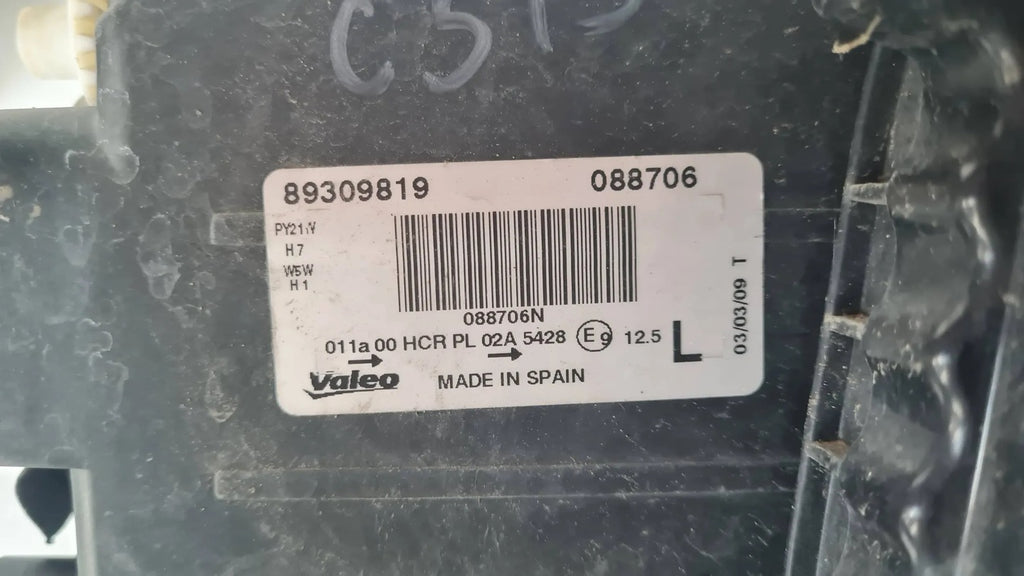 C5
89309819 088706
PY21W
H7
W5W
H1
088706N
011a 00 HCR PL 02A 5428 E9 12.5 L
Valeo MADE IN SPAIN
03/03/09 T